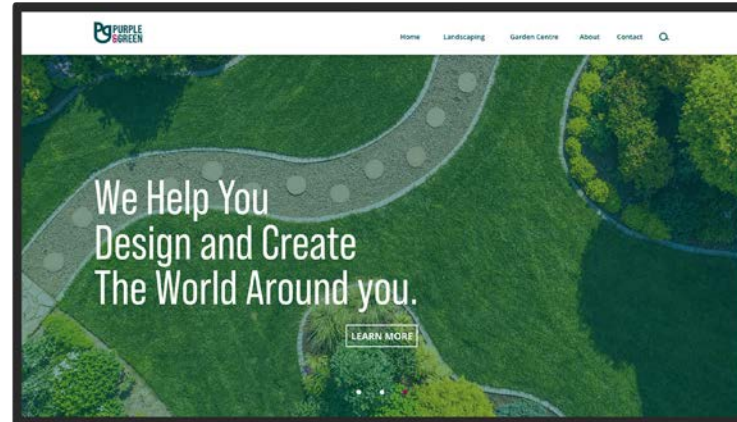 PURPLE
&GREEN
Home Landscaping Garden Centre About Contact
We Help You
Design and Create
The World Around you.
LEARN MORE